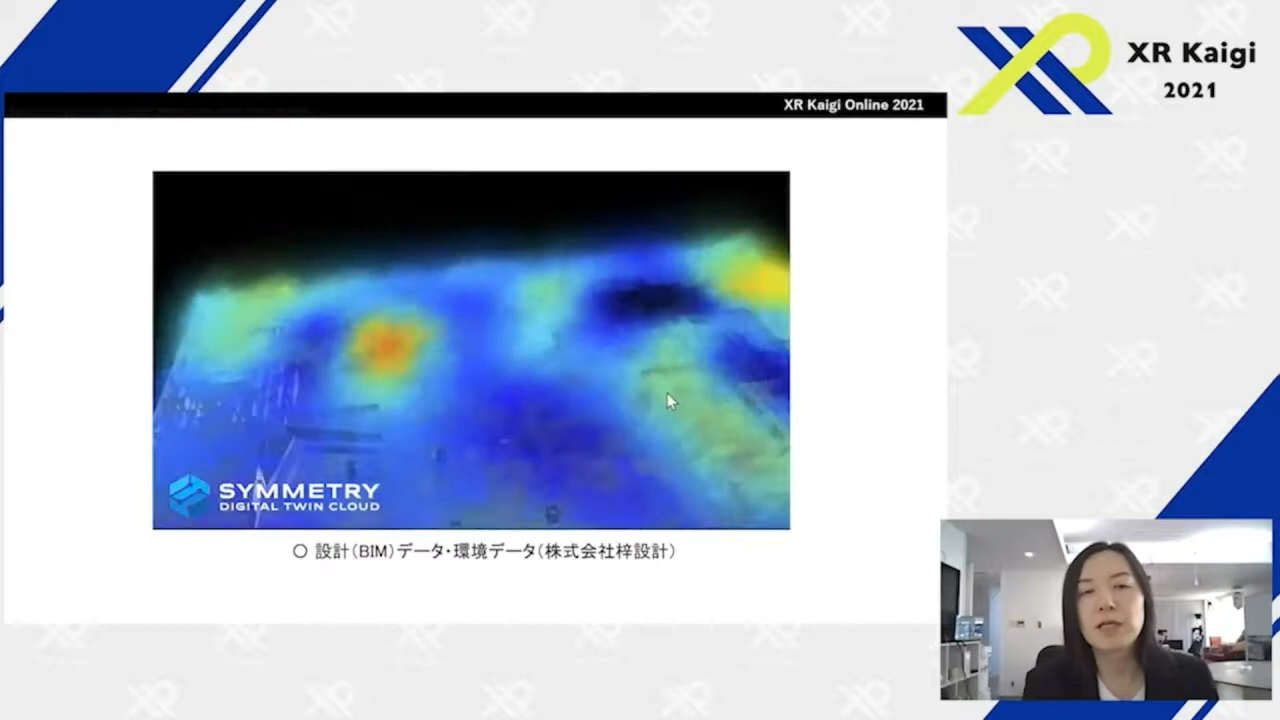 XR Kaigi
2021
XR Kaigi Online 2021
SYMMETRY
DIGITAL TWIN CLOUD
○ 設計(BIM)データ・環境データ(株式会社梓設計)